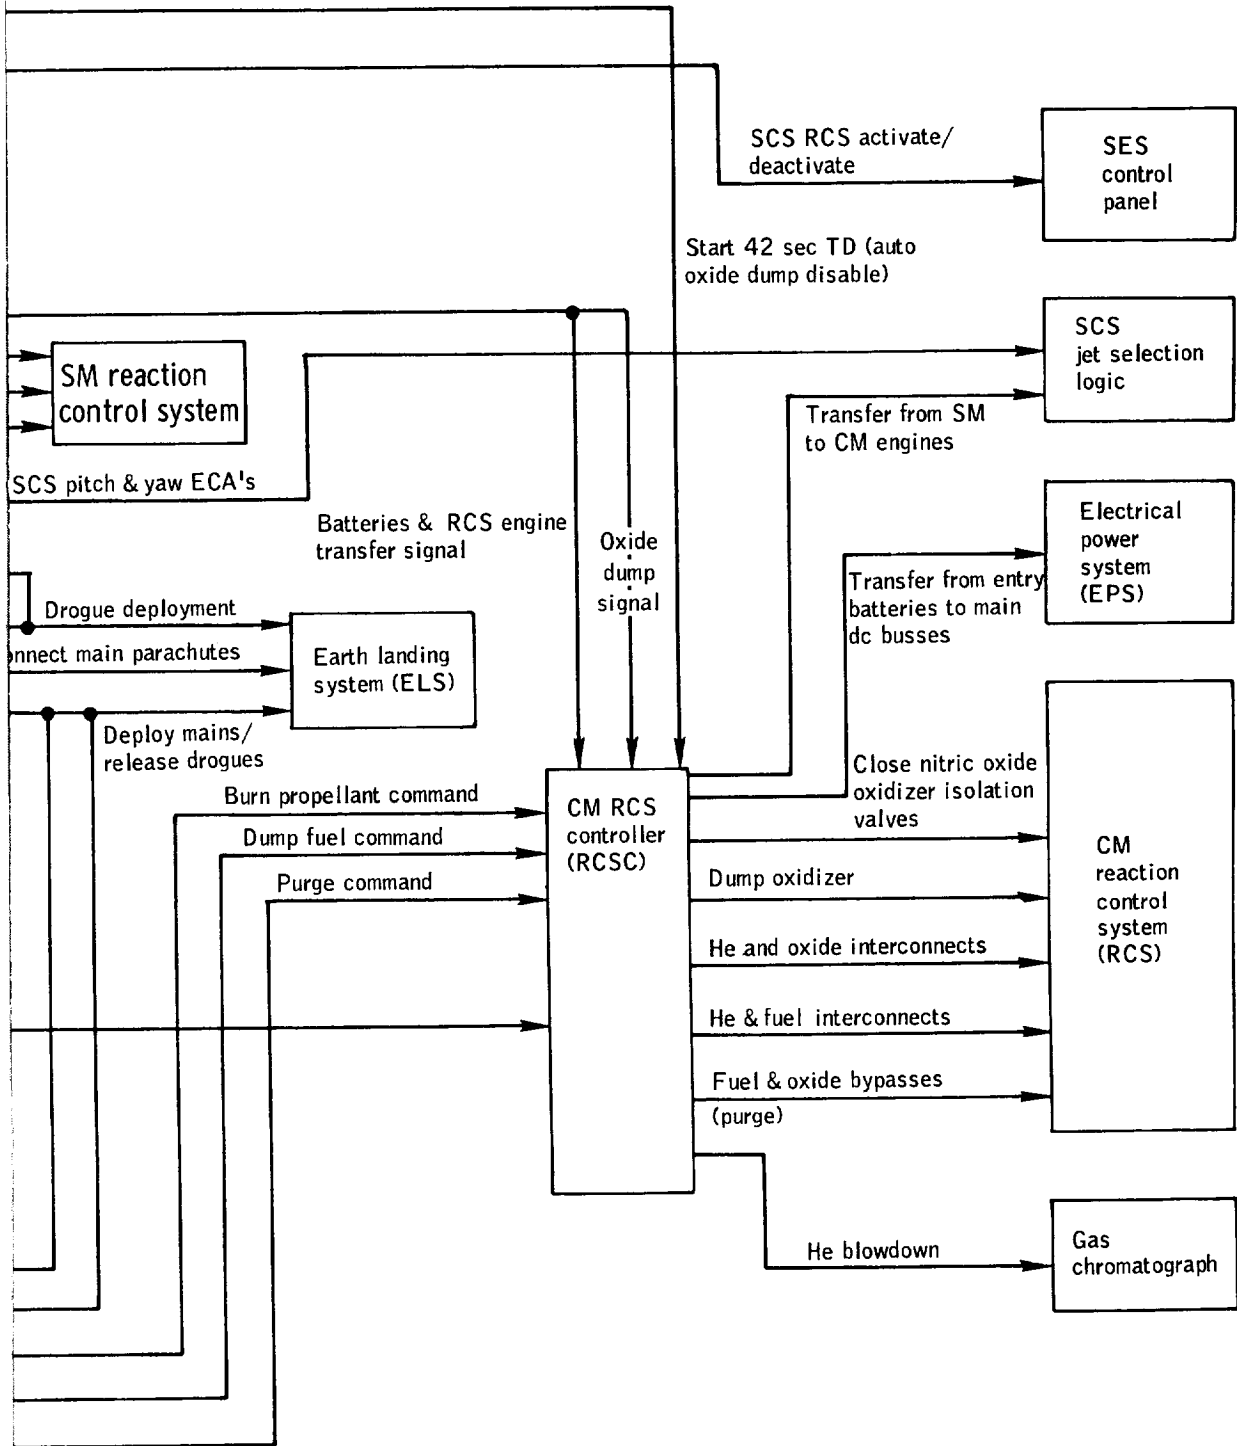 SCS RCS activate/
deactivate
SES
control
panel
Start 42 sec TD (auto
oxide dump disable)
SCS
jet selection
logic
SM reaction
control system
Transfer from SM
to CM engines
SCS pitch & yaw ECA's
Batteries & RCS engine
transfer signal
Oxide
dump
signal
Electrical
power
system
(EPS)
Transfer from entry
batteries to main
dc busses
Drogue deployment
onnect main parachutes
Earth landing
system (ELS)
Deploy mains/
release drogues
Burn propellant command
Dump fuel command
Purge command
CM RCS
controller
(RCSC)
Close nitric oxide
oxidizer isolation
valves
Dump oxidizer
He and oxide interconnects
He & fuel interconnects
Fuel & oxide bypasses
(purge)
CM
reaction
control
system
(RCS)
He blowdown
Gas
chromatograph